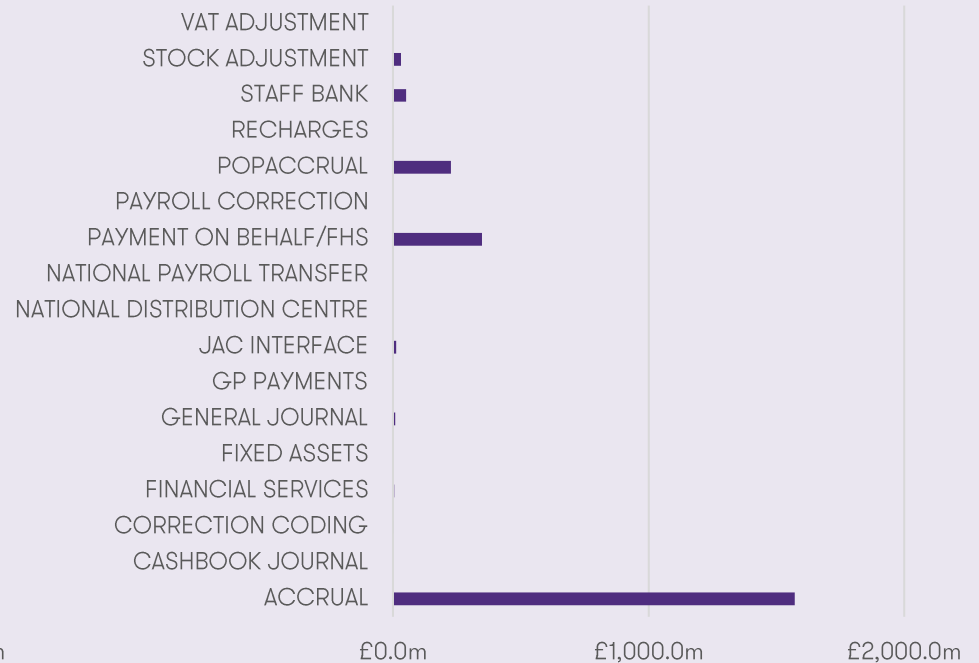 VAT ADJUSTMENT
STOCK ADJUSTMENT
STAFF BANK
RECHARGES
POPACCRUAL
PAYROLL CORRECTION
PAYMENT ON BEHALF/FHS
NATIONAL PAYROLL TRANSFER
NATIONAL DISTRIBUTION CENTRE
JAC INTERFACE
GP PAYMENTS
GENERAL JOURNAL
FIXED ASSETS
FINANCIAL SERVICES
CORRECTION CODING
CASHBOOK JOURNAL
ACCRUAL
£0.0m £1,000.0m £2,000.0m